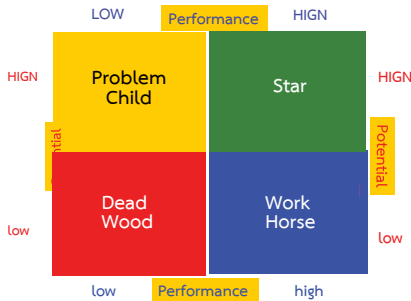 LOW Performance HIGN
HIGN Problem Child Star HIGN
Potential
low Dead Wood Work Horse low
low Performance high